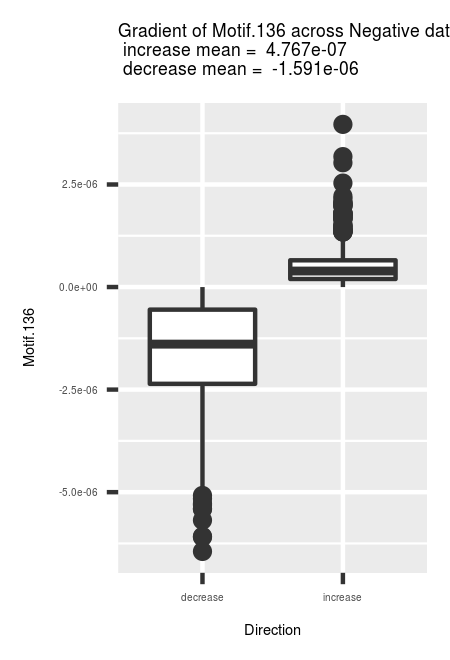 Gradient of Motif.136 across Negative dat
increase mean =  4.767e-07
decrease mean =  -1.591e-06
2.5e-06
0.0e+00
-2.5e-06
-5.0e-06
Motif.136
decrease
increase
Direction